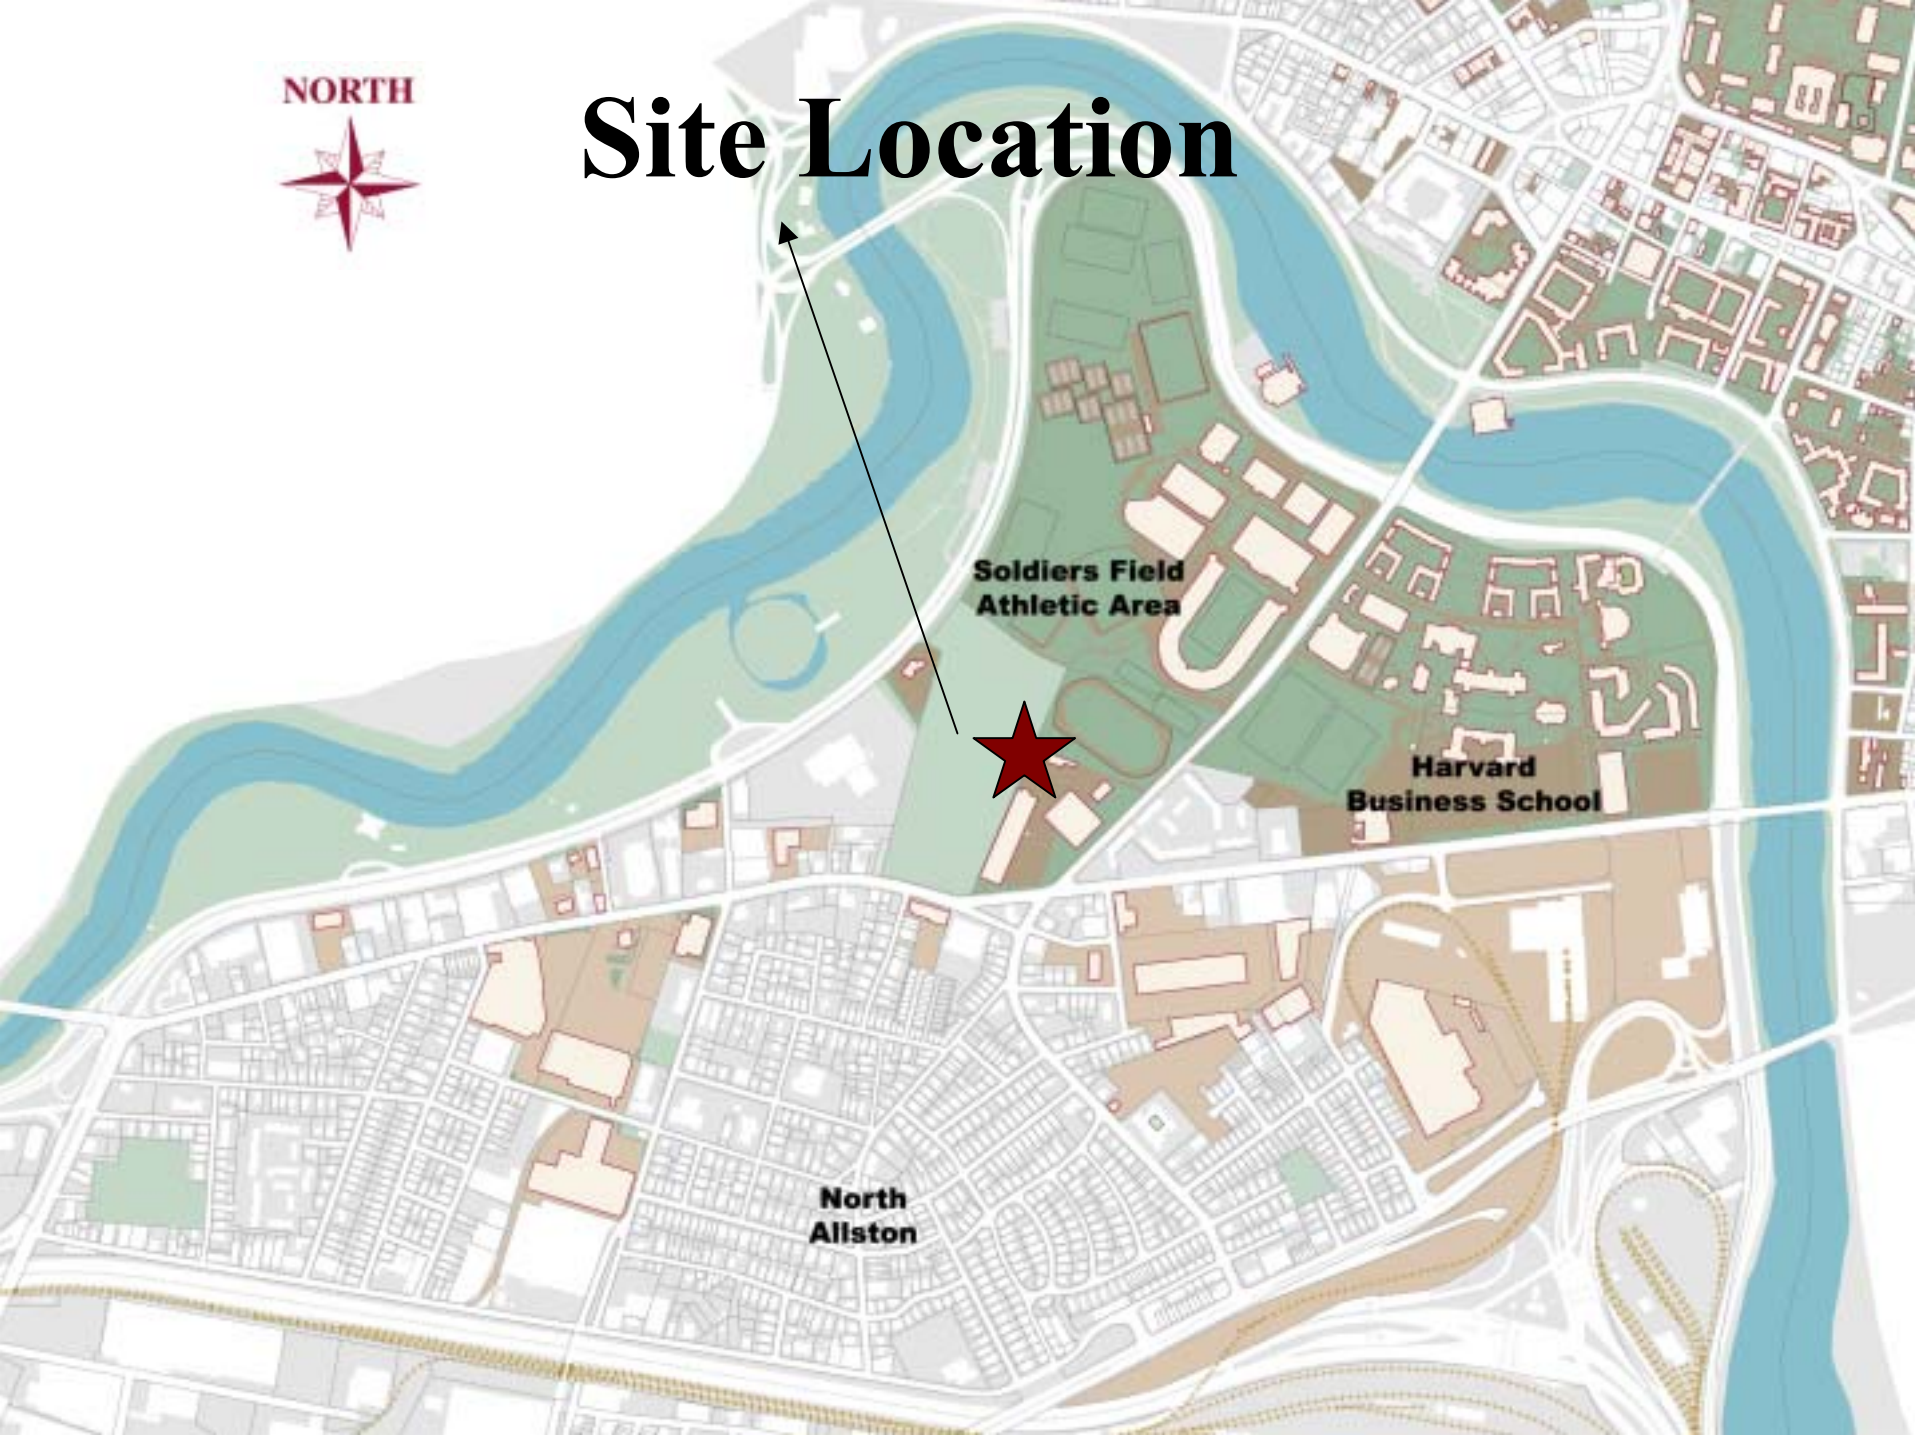 NORTH
Site Location
Soldiers Field
Athletic Area
Harvard
Business School
North
Allston